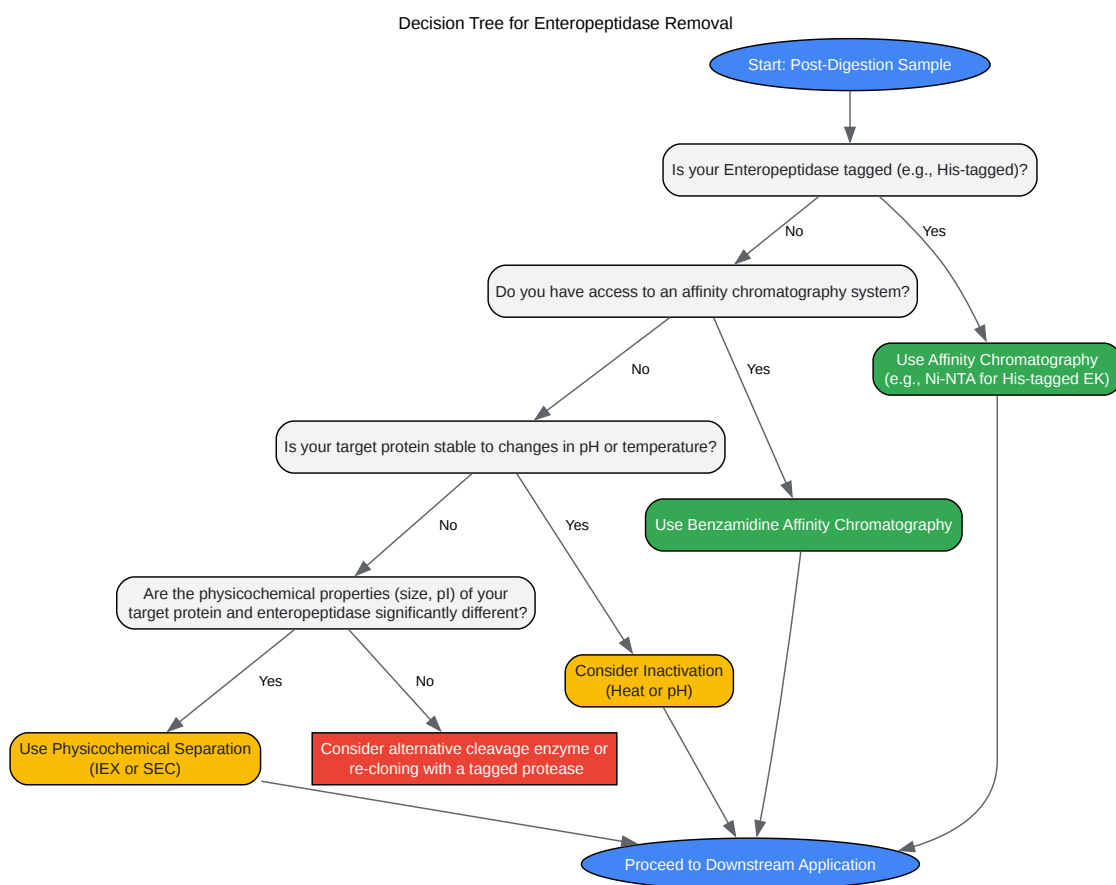 Decision Tree for Enteropeptidase Removal
Start: Post-Digestion Sample
Is your Enteropeptidase tagged (e.g., His-tagged)?
No
Yes
Do you have access to an affinity chromatography system?
Use Affinity Chromatography
(e.g., Ni-NTA for His-tagged EK)
No
Yes
Is your target protein stable to changes in pH or temperature?
Use Benzamidine Affinity Chromatography
No
Yes
Are the physicochemical properties (size, pI) of your
target protein and enteropeptidase significantly different?
Consider Inactivation
(Heat or pH)
Yes
No
Use Physicochemical Separation
(IEX or SEC)
Consider alternative cleavage enzyme or
re-cloning with a tagged protease
Proceed to Downstream Application